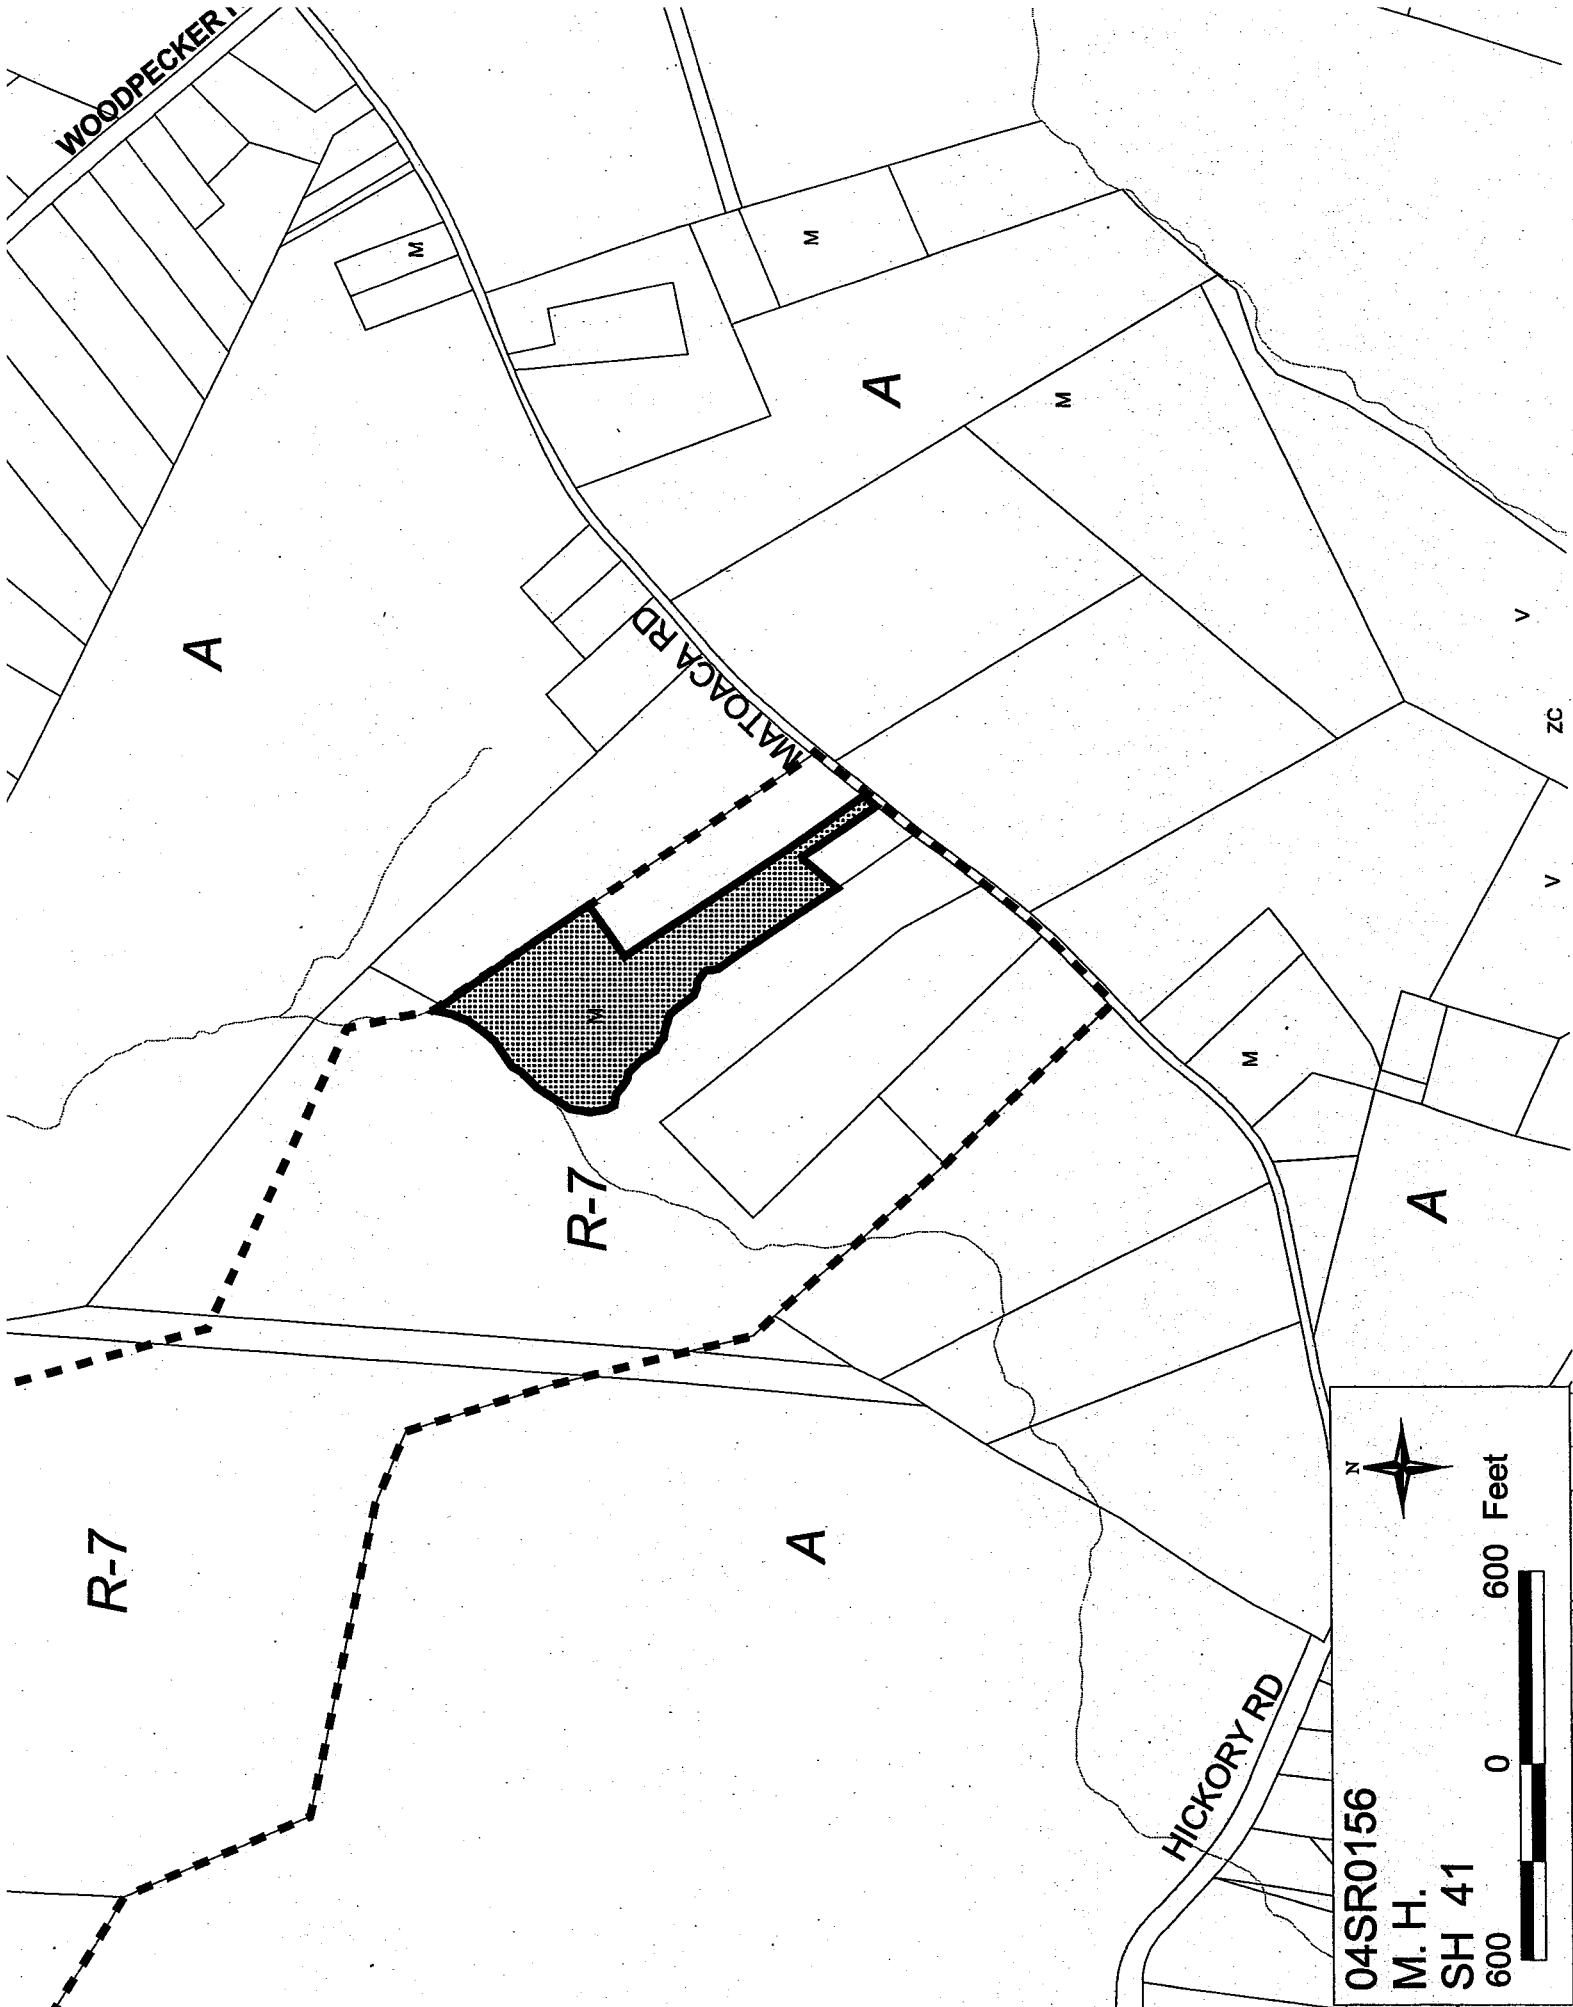 WOODPECKER R
M
M
A
M
A
MATOACA RD
V
ZC
V
M
M
R-7
A
R-7
A
HICKORY RD
04SR0156
M. H.
SH 41
N
600 0 600 Feet